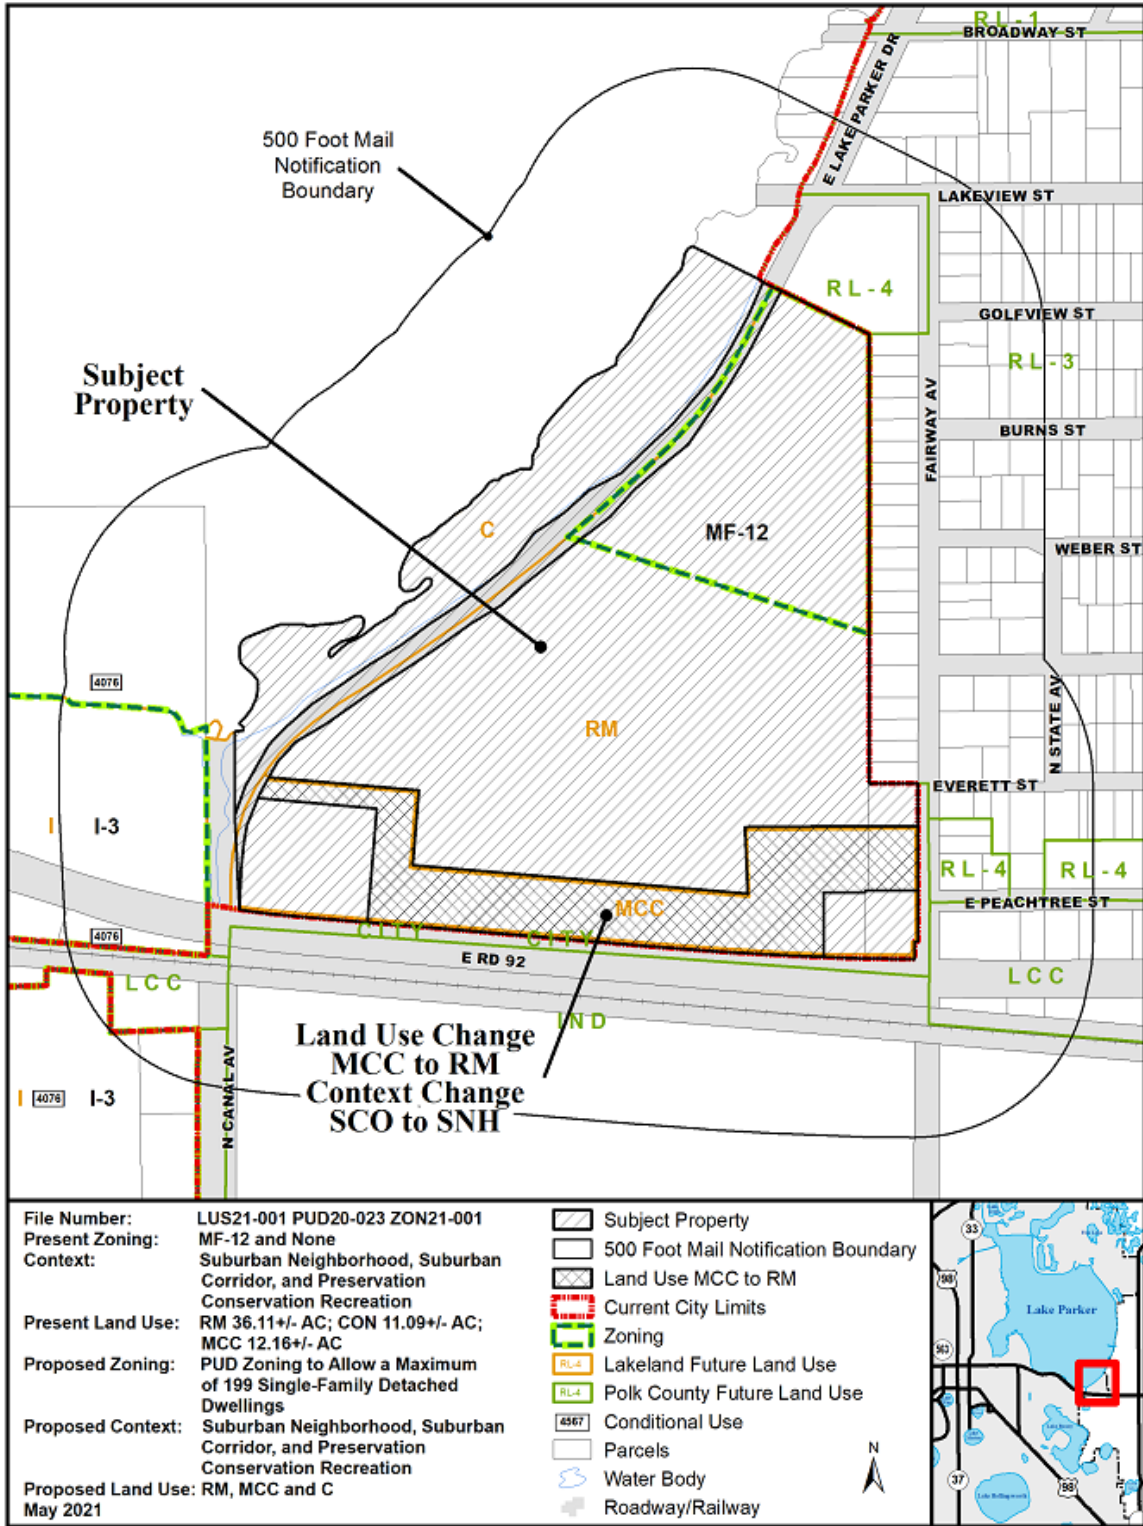 RL-1
BROADWAY ST
E LAKE PARKER DR
500 Foot Mail
Notification
Boundary
LAKEVIEW ST
RL-4
GOLFVIEW ST
RL-3
Subject
Property
FAIRWAY AV
BURNS ST
C
MF-12
WEBER ST
4076
RM
N STATE AV
EVERETT ST
I
I-3
RL-4
RL-4
MCC
E PEACHTREE ST
4076
CITY
CITY
E RD 92
LCC
LCC
IND
Land Use Change
MCC to RM
Context Change
SCO to SNH
N CANAL AV
I
4076
I-3
File Number: LUS21-001 PUD20-023 ZON21-001
Present Zoning: MF-12 and None
Context: Suburban Neighborhood, Suburban
Corridor, and Preservation
Conservation Recreation
Present Land Use: RM 36.11+/- AC; CON 11.09+/- AC;
MCC 12.16+/- AC
Proposed Zoning: PUD Zoning to Allow a Maximum
of 199 Single-Family Detached
Dwellings
Proposed Context: Suburban Neighborhood, Suburban
Corridor, and Preservation
Conservation Recreation
Proposed Land Use: RM, MCC and C
May 2021
Subject Property
500 Foot Mail Notification Boundary
Land Use MCC to RM
Current City Limits
Zoning
RL-4 Lakeland Future Land Use
RL-4 Polk County Future Land Use
4567 Conditional Use
Parcels
Water Body
Roadway/Railway
N
33
98
Lake Parker
563
37
98